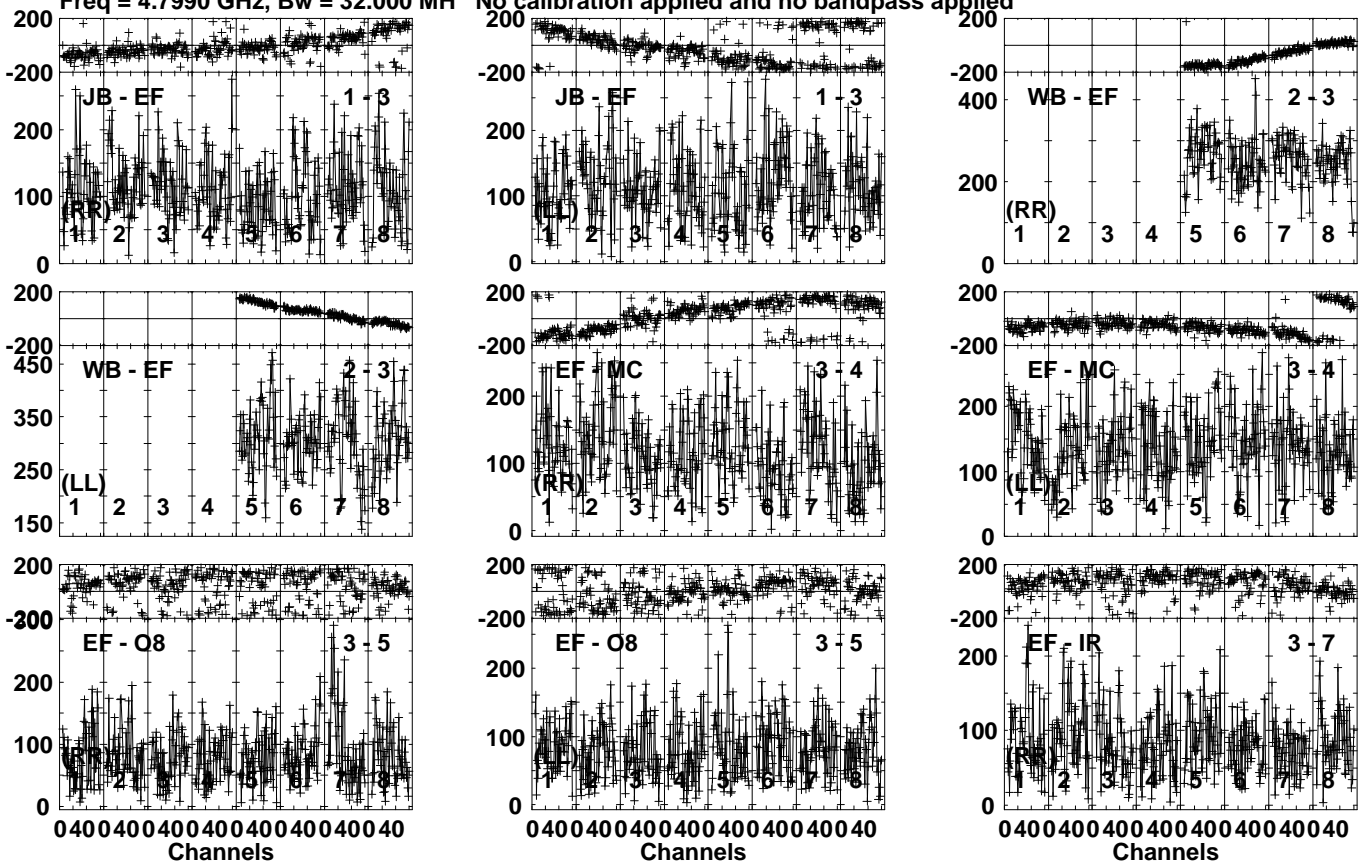 Freq = 4.7990 GHz, Bw = 32.000 MH No calibration applied and no bandpass applied
200
-200
JB - EF 1 - 3
200
100
(RR)
1 2 3 4 5 6 7 8
0
200
-200
JB - EF 1 - 3
200
100
(LL)
1 2 3 4 5 6 7 8
0
200
-200
400
WB - EF 2 - 3
200
(RR)
1 2 3 4 5 6 7 8
0
200
-200
450
WB - EF 2 - 3
350
250
(LL)
1 2 3 4 5 6 7 8
150
200
-200
EF - MC 3 - 4
200
100
(RR)
1 2 3 4 5 6 7 8
0
200
-200
EF - MC 3 - 4
200
100
(LL)
1 2 3 4 5 6 7 8
0
200
-200
300
EF - O8 3 - 5
200
100
(RR)
1 2 3 4 5 6 7 8
0
0 40 0 40 0 40 0 40 0 40 0 40 0 40 0 40
Channels
200
-200
EF - O8 3 - 5
200
100
(LL)
1 2 3 4 5 6 7 8
0
0 40 0 40 0 40 0 40 0 40 0 40 0 40 0 40
Channels
200
-200
EF - IR 3 - 7
200
100
(RR)
1 2 3 4 5 6 7 8
0
0 40 0 40 0 40 0 40 0 40 0 40 0 40 0 40
Channels